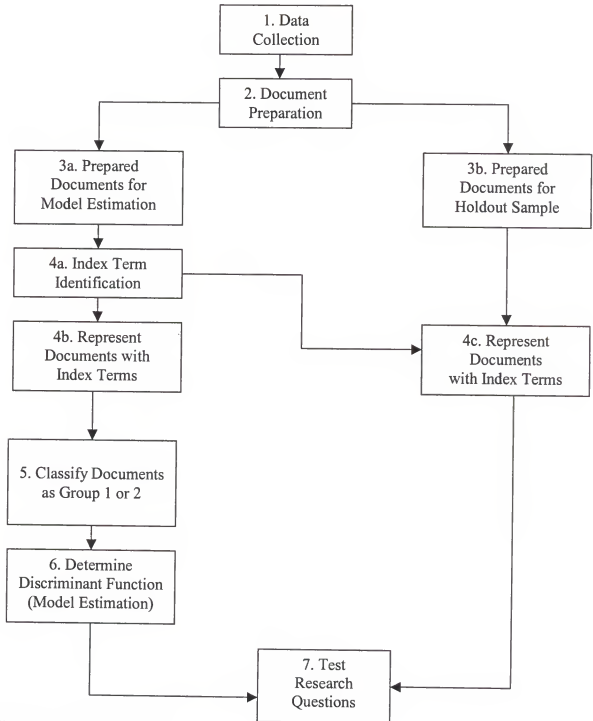 1. Data
Collection
2. Document
Preparation
3a. Prepared
Documents for
Model Estimation
3b. Prepared
Documents for
Holdout Sample
4a. Index Term
Identification
4b. Represent
Documents with
Index Terms
4c. Represent
Documents
with Index Terms
5. Classify Documents
as Group 1 or 2
6. Determine
Discriminant Function
(Model Estimation)
7. Test
Research
Questions